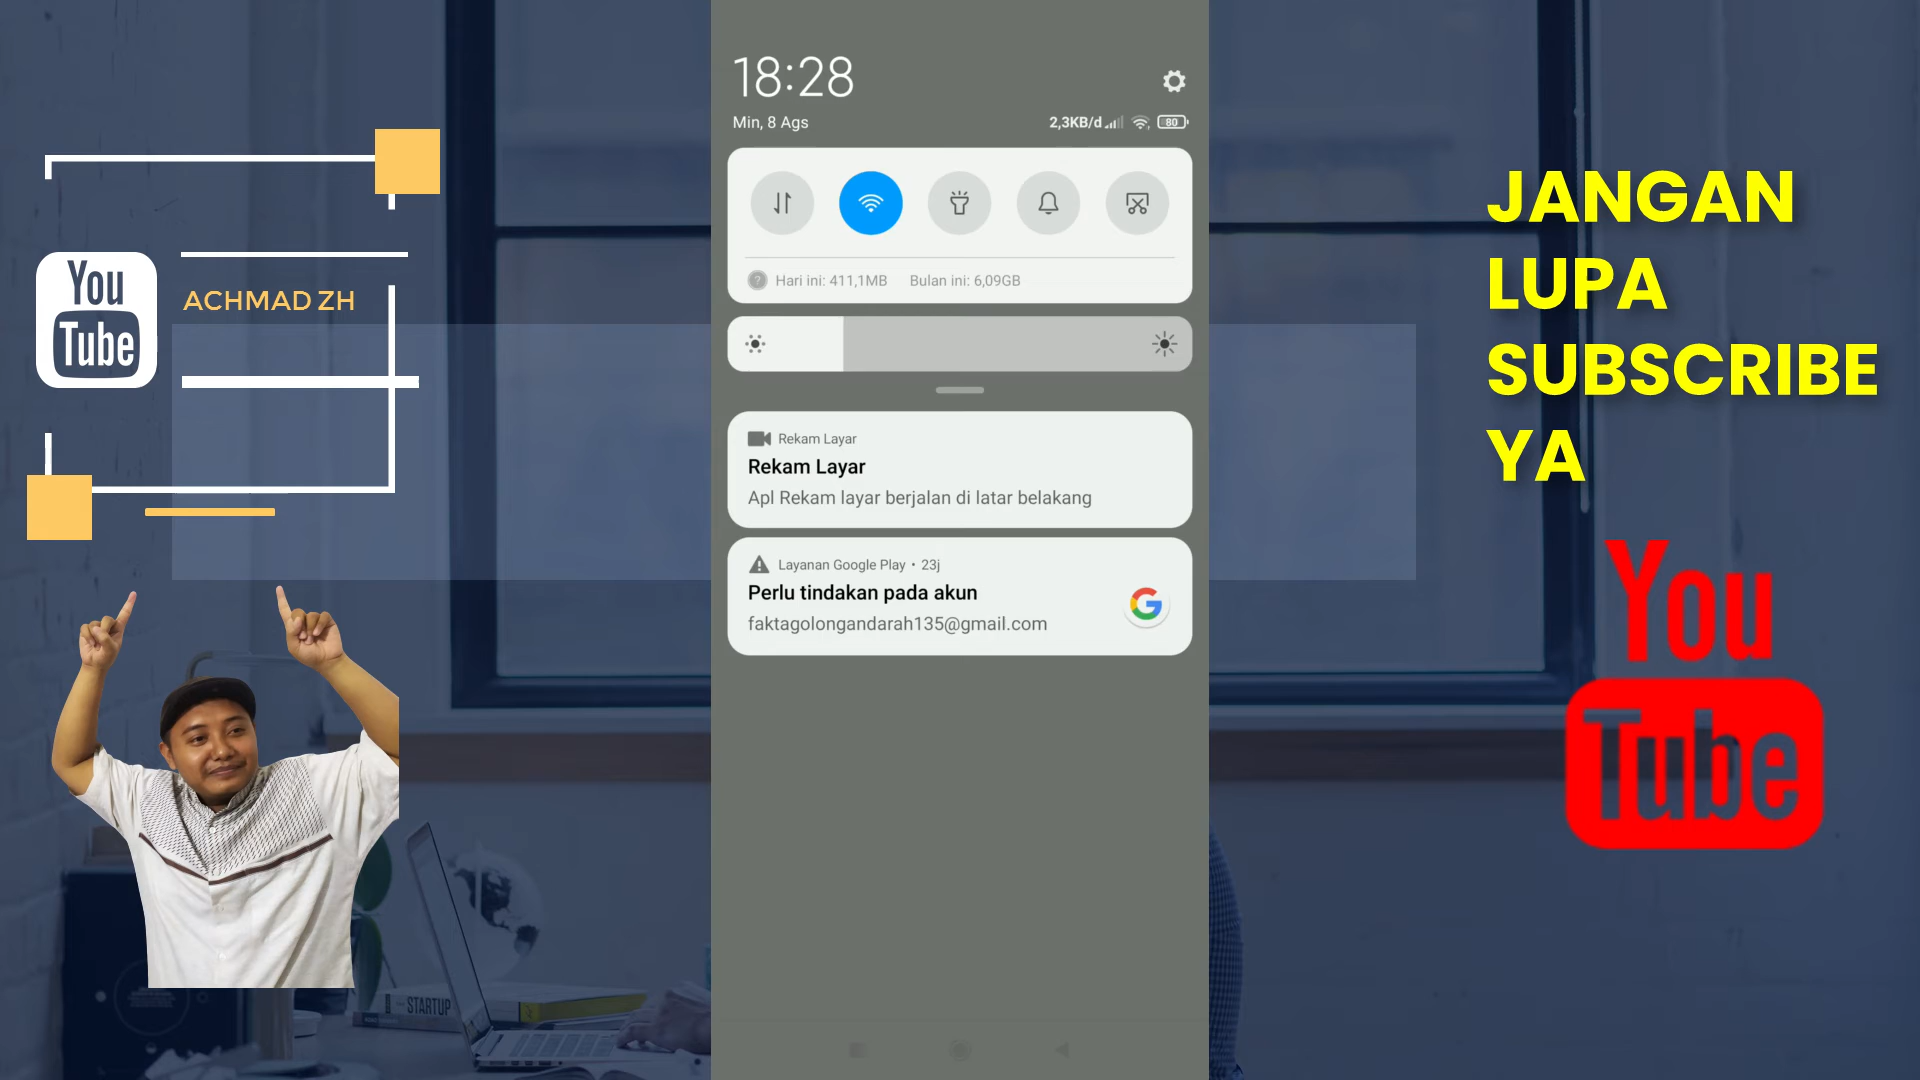 You
Tube
ACHMAD ZH
18:28
Min, 8 Ags
2,3KB/d
80
Hari ini: 411,1MB
Bulan ini: 6,09GB
Rekam Layar
Rekam Layar
Apl Rekam layar berjalan di latar belakang
Layanan Google Play • 23j
Perlu tindakan pada akun
faktagolongandarah135@gmail.com
JANGAN
LUPA
SUBSCRIBE
YA
You
Tube
STARTUP